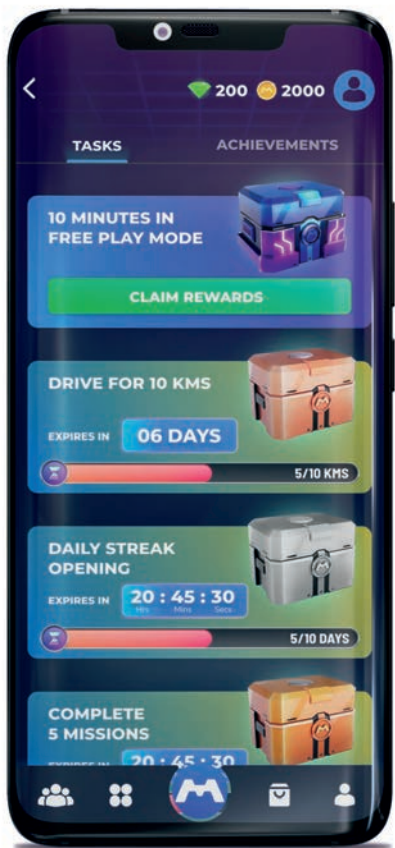 200 2000
TASKS ACHIEVEMENTS
10 MINUTES IN
FREE PLAY MODE
CLAIM REWARDS
DRIVE FOR 10 KMS
EXPIRES IN 06 DAYS
5/10 KMS
DAILY STREAK
OPENING
EXPIRES IN 20 : 45 : 30
Hrs Mins Secs
5/10 DAYS
COMPLETE
5 MISSIONS
EXPIRES IN 20 : 45 : 30